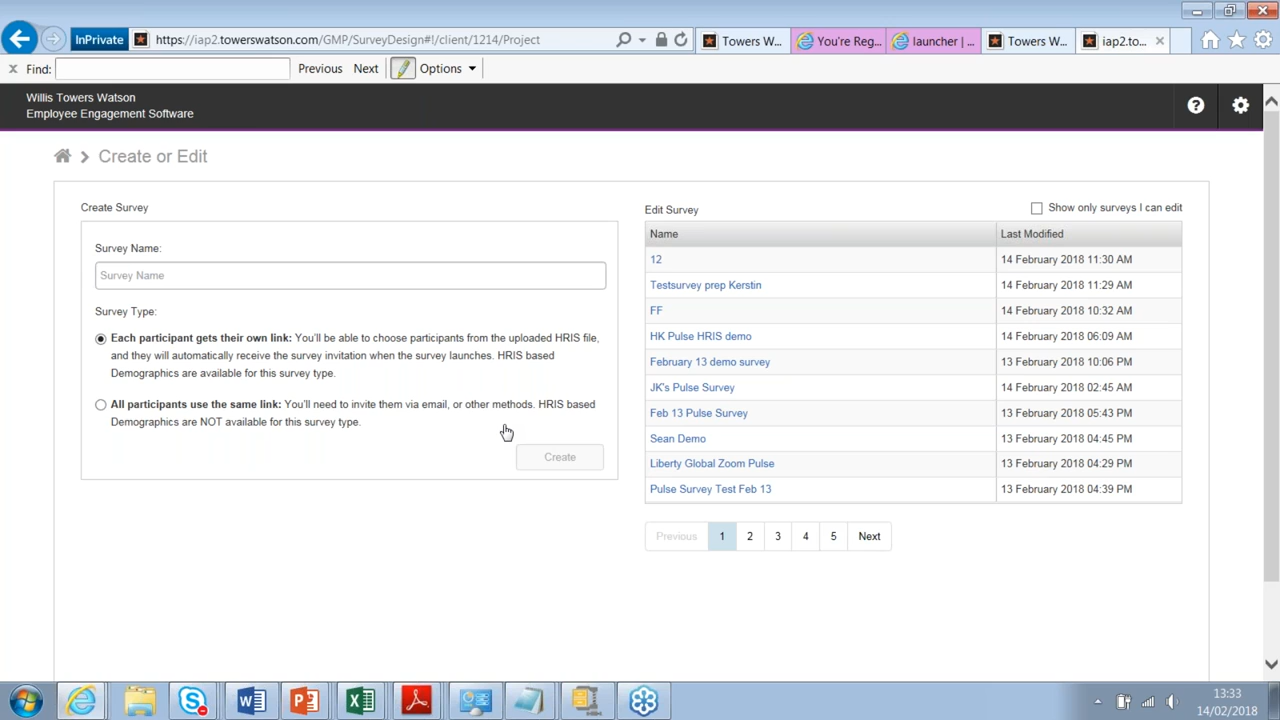 InPrivate
https://iap2.towerswatson.com/GMP/SurveyDesign#!/client/1214/Project
Towers W...
You're Reg...
launcher | ...
Towers W...
iap2.to...
x Find:
Previous Next Options
Willis Towers Watson
Employee Engagement Software
Create or Edit
Create Survey
Survey Name:
Survey Name
Survey Type:
Each participant gets their own link: You'll be able to choose participants from the uploaded HRIS file,
and they will automatically receive the survey invitation when the survey launches. HRIS based
Demographics are available for this survey type.
All participants use the same link: You'll need to invite them via email, or other methods. HRIS based
Demographics are NOT available for this survey type.
Create
Edit Survey
Show only surveys I can edit
Name Last Modified
12 14 February 2018 11:30 AM
Testsurvey prep Kerstin 14 February 2018 11:29 AM
FF 14 February 2018 10:32 AM
HK Pulse HRIS demo 14 February 2018 06:09 AM
February 13 demo survey 13 February 2018 10:06 PM
JK's Pulse Survey 14 February 2018 02:45 AM
Feb 13 Pulse Survey 13 February 2018 05:43 PM
Sean Demo 13 February 2018 04:45 PM
Liberty Global Zoom Pulse 13 February 2018 04:29 PM
Pulse Survey Test Feb 13 13 February 2018 04:39 PM
Previous 1 2 3 4 5 Next
13:33
14/02/2018